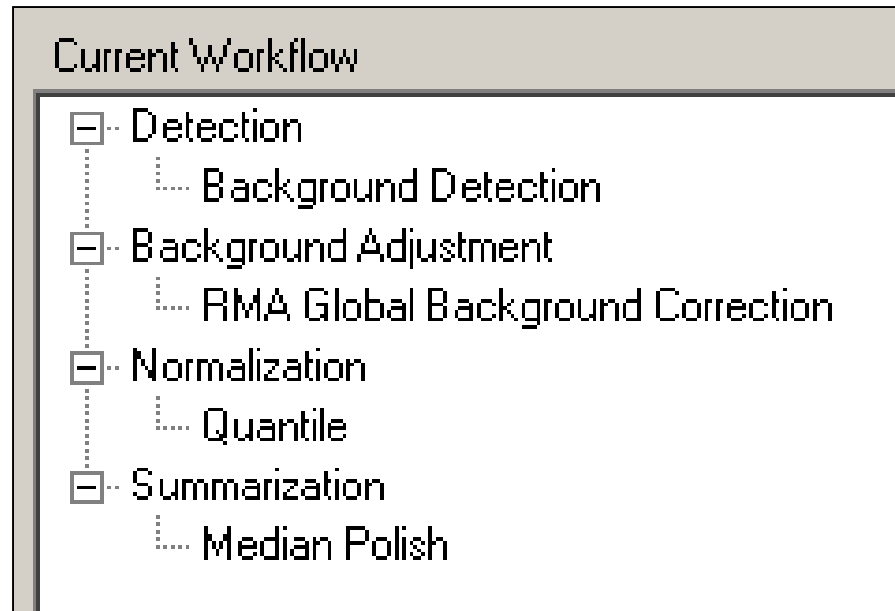 Current Workflow
Detection
Background Detection
Background Adjustment
RMA Global Background Correction
Normalization
Quantile
Summarization
Median Polish